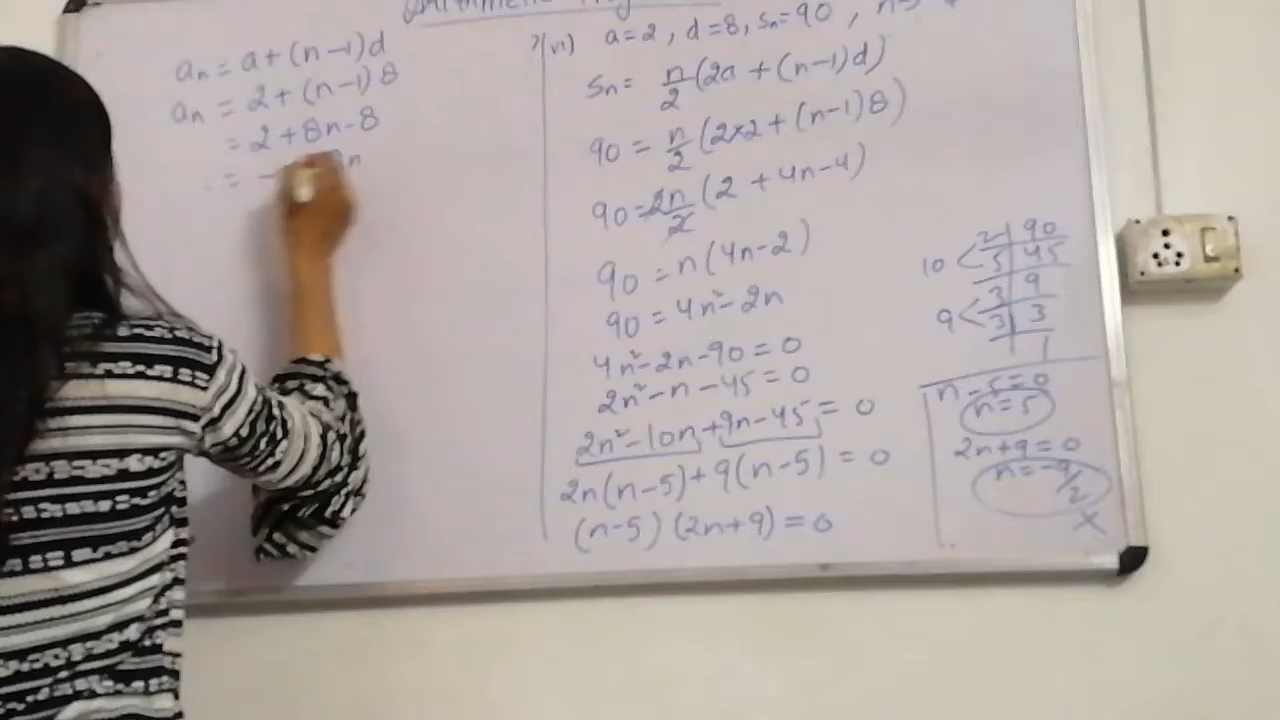 Arithmetic
aₙ = a + (n-1)d
aₙ = 2 + (n-1)8
= 2 + 8n - 8
7(vi) a=2, d=8, Sₙ=90,
Sₙ = n/2 (2a + (n-1)d)
90 = n/2 (2×2 + (n-1)8)
90 = 2n/2 (2 + 4n-4)
90 = n(4n-2)
90 = 4n² - 2n
4n² - 2n - 90 = 0
2n² - n - 45 = 0
2n² - 10n + 9n - 45 = 0
2n(n-5) + 9(n-5) = 0
(n-5) (2n+9) = 0
2 | 90
10 < 5 | 45
3 | 9
9 < 3 | 3
1
n - 5 = 0
n = 5
2n + 9 = 0
n = -9/2
×